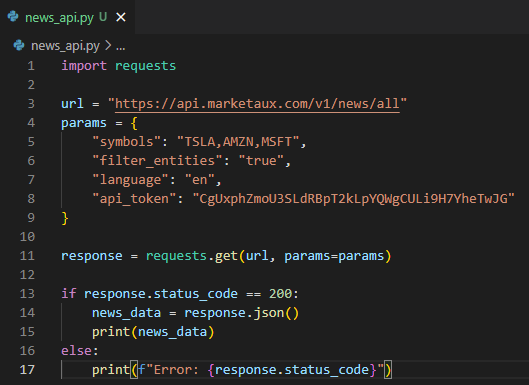 news_api.py U ×
news_api.py > ...
1 import requests
2
3 url = "https://api.marketaux.com/v1/news/all"
4 params = {
5     "symbols": "TSLA,AMZN,MSFT",
6     "filter_entities": "true",
7     "language": "en",
8     "api_token": "CgUxphZmoU3SLdRBpT2kLpYQWgCULi9H7YheTwJG"
9 }
10
11 response = requests.get(url, params=params)
12
13 if response.status_code == 200:
14     news_data = response.json()
15     print(news_data)
16 else:
17     print(f"Error: {response.status_code}")